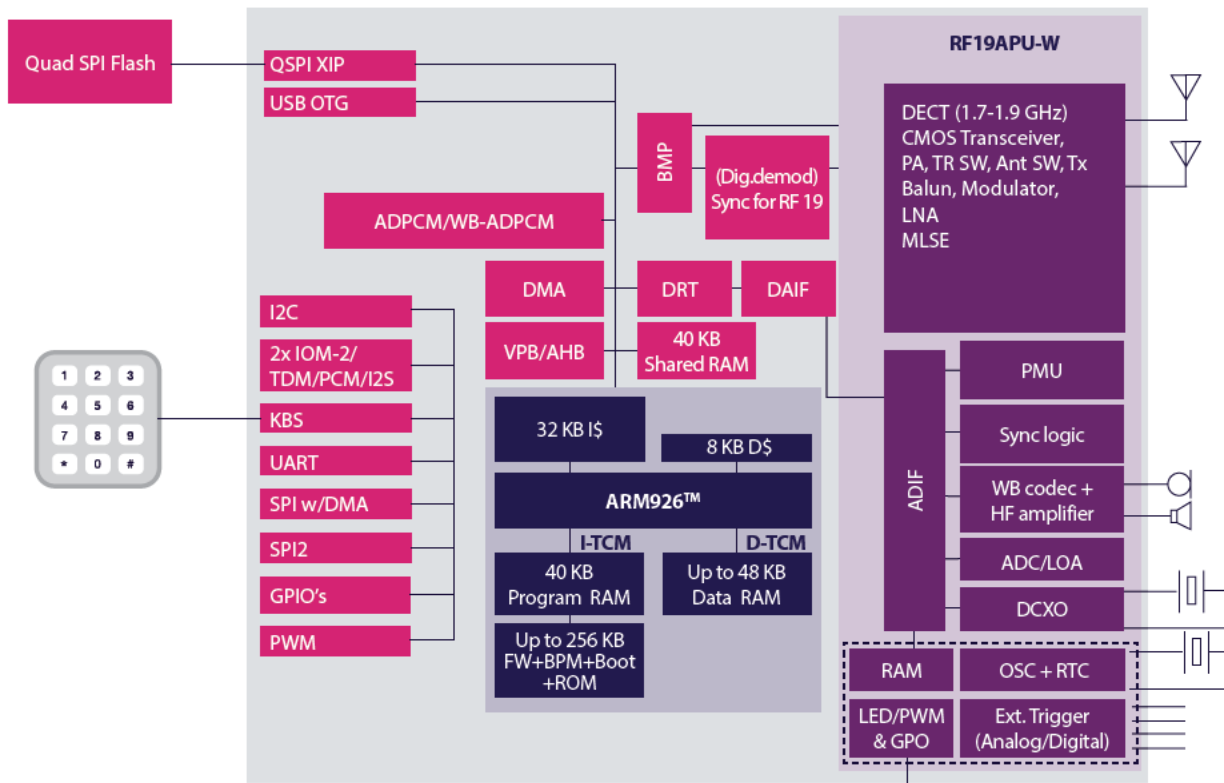 Quad SPI Flash
QSPI XIP
USB OTG
ADPCM/WB-ADPCM
BMP
(Dig.demod)
Sync for RF 19
DMA
DRT
DAIF
VPB/AHB
40 KB
Shared RAM
I2C
2x IOM-2/
TDM/PCM/I2S
KBS
UART
SPI w/DMA
SPI2
GPIO's
PWM
1 2 3
4 5 6
7 8 9
* 0 #
32 KB I$
8 KB D$
ARM926™
I-TCM
D-TCM
40 KB
Program RAM
Up to 48 KB
Data RAM
Up to 256 KB
FW+BPM+Boot
+ROM
RF19APU-W
DECT (1.7-1.9 GHz)
CMOS Transceiver,
PA, TR SW, Ant SW, Tx
Balun, Modulator,
LNA
MLSE
ADIF
PMU
Sync logic
WB codec +
HF amplifier
ADC/LOA
DCXO
RAM
OSC + RTC
LED/PWM
& GPO
Ext. Trigger
(Analog/Digital)